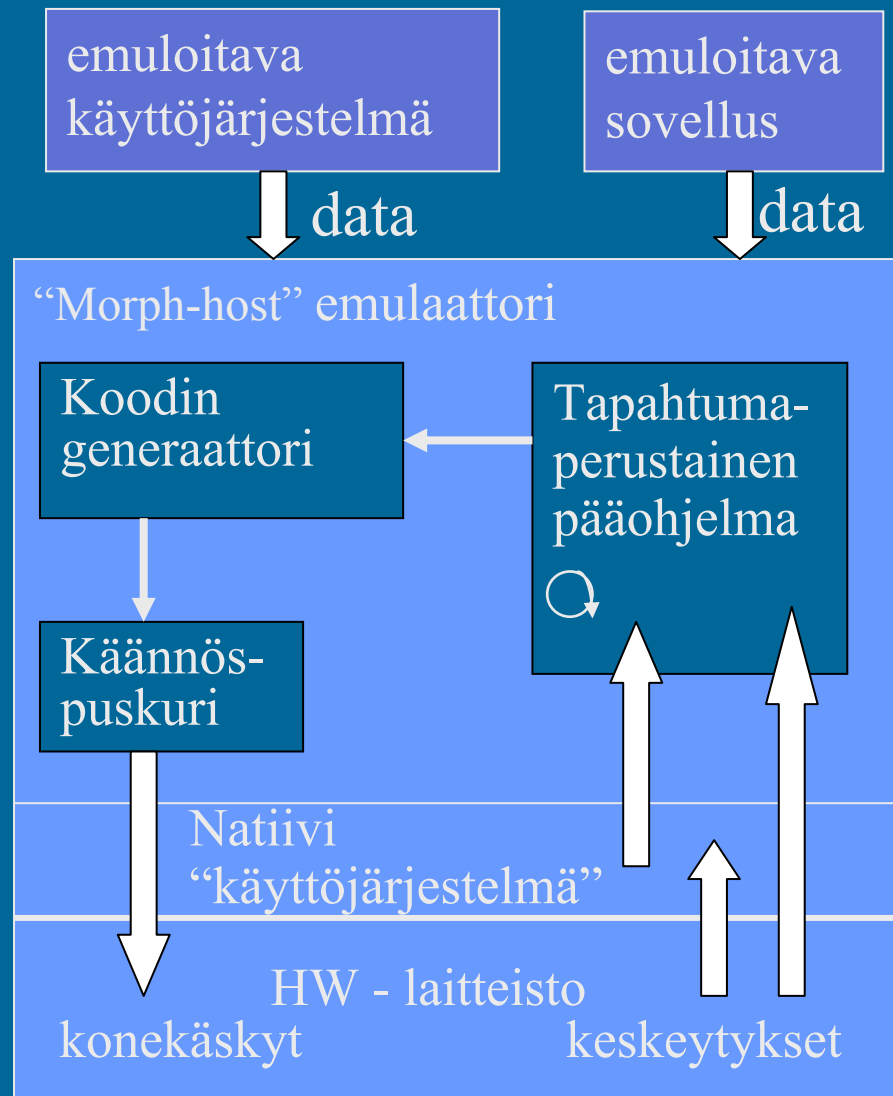 emuloitava
käyttöjärjestelmä
emuloitava
sovellus
data
data
“Morph-host” emulaattori
Koodin
generaattori
Tapahtuma-
perustainen
pääohjelma
Käännös-
puskuri
Natiivi
“käyttöjärjestelmä”
HW - laitteisto
konekäskyt
keskeytykset